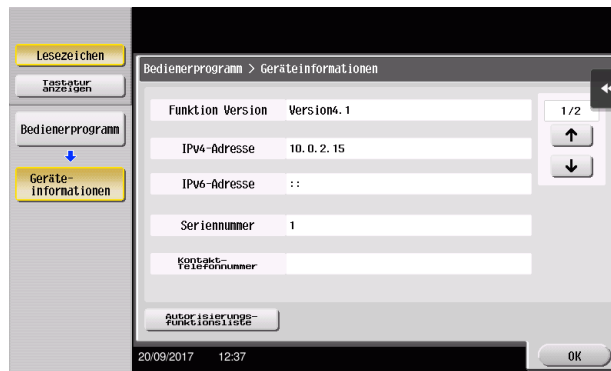 Lesezeichen
Tastatur
anzeigen
Bedienerprogramm
Geräte-
informationen
Bedienerprogramm > Geräteinformationen
Funktion Version Version4.1
1/2
IPv4-Adresse 10.0.2.15
IPv6-Adresse ::
Seriennummer 1
Kontakt-
Telefonnummer
Autorisierungs-
funktionsliste
20/09/2017 12:37
OK